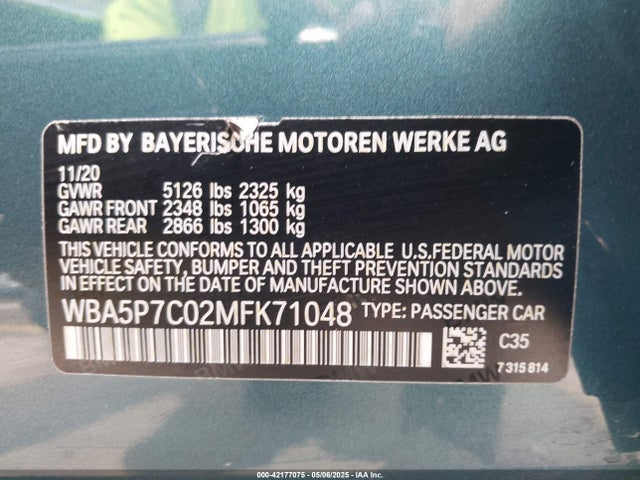 MFD BY BAYERISCHE MOTOREN WERKE AG
11/20
GVWR 5126 lbs 2325 kg
GAWR FRONT 2348 lbs 1065 kg
GAWR REAR 2866 lbs 1300 kg
THIS VEHICLE CONFORMS TO ALL APPLICABLE U.S.FEDERAL MOTOR
VEHICLE SAFETY, BUMPER AND THEFT PREVENTION STANDARDS
IN EFFECT ON THE DATE OF MANUFACTURE SHOWN ABOVE.
WBA5P7C02MFK71048 TYPE: PASSENGER CAR
C35
7 315 814
000-42177075 - 05/06/2025 - IAA Inc.